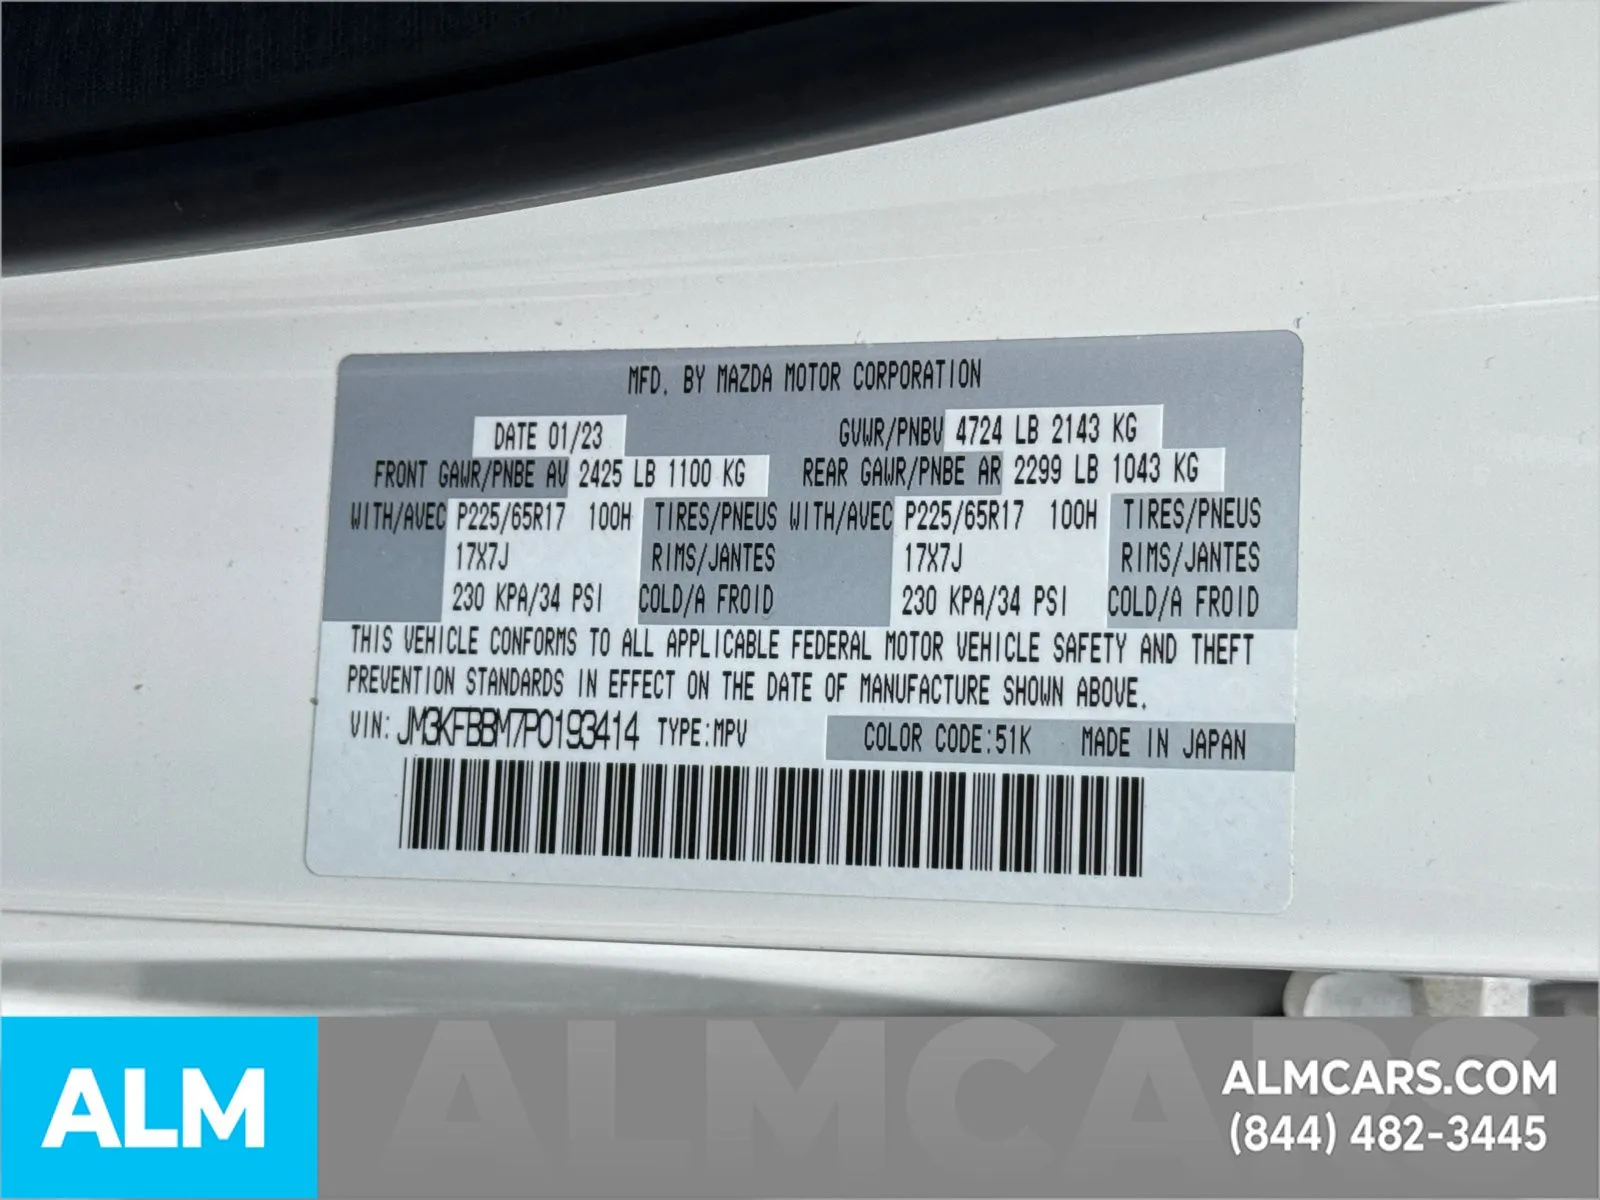 MFD. BY MAZDA MOTOR CORPORATION
DATE 01/23 GVWR/PNBV 4724 LB 2143 KG
FRONT GAWR/PNBE AV 2425 LB 1100 KG REAR GAWR/PNBE AR 2299 LB 1043 KG
WITH/AVEC P225/65R17 100H TIRES/PNEUS WITH/AVEC P225/65R17 100H TIRES/PNEUS
17X7J RIMS/JANTES 17X7J RIMS/JANTES
230 KPA/34 PSI COLD/A FROID 230 KPA/34 PSI COLD/A FROID
THIS VEHICLE CONFORMS TO ALL APPLICABLE FEDERAL MOTOR VEHICLE SAFETY AND THEFT
PREVENTION STANDARDS IN EFFECT ON THE DATE OF MANUFACTURE SHOWN ABOVE.
VIN: JM3KFBBM7P0193414 TYPE:MPV COLOR CODE:51K MADE IN JAPAN
ALMCARS
ALM
ALMCARS.COM
(844) 482-3445